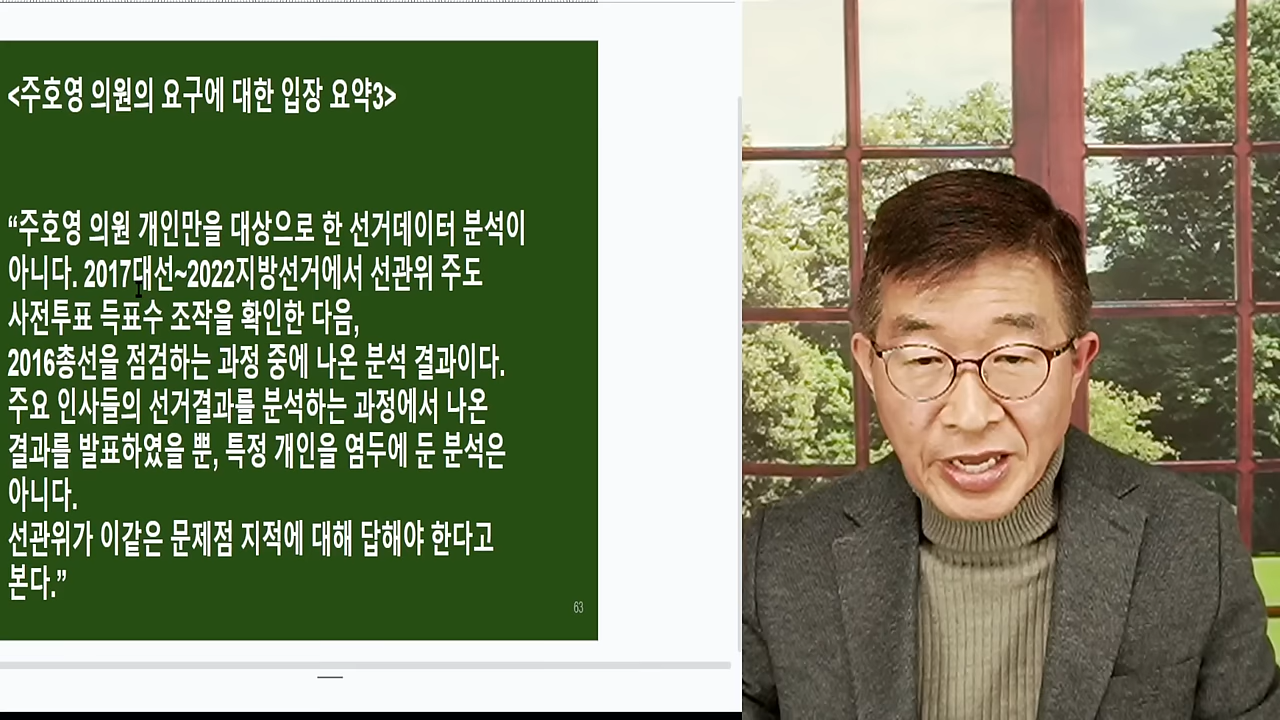 <주호영 의원의 요구에 대한 입장 요약3>
“주호영 의원 개인만을 대상으로 한 선거데이터 분석이
아니다. 2017대선~2022지방선거에서 선관위 주도
사전투표 득표수 조작을 확인한 다음,
2016총선을 점검하는 과정 중에 나온 분석 결과이다.
주요 인사들의 선거결과를 분석하는 과정에서 나온
결과를 발표하였을 뿐, 특정 개인을 염두에 둔 분석은
아니다.
선관위가 이같은 문제점 지적에 대해 답해야 한다고
본다.”
63